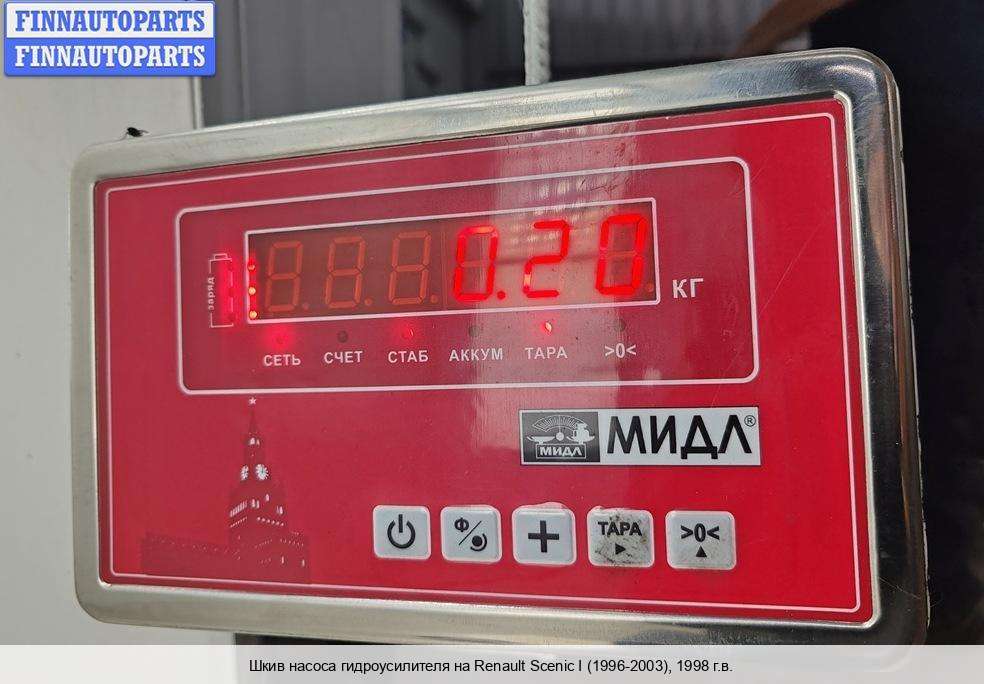 FINNAUTOPARTS
FINNAUTOPARTS
заряд
0.20
КГ
СЕТЬ СЧЕТ СТАБ АККУМ ТАРА >0<
МИДЛ МИДЛ®
Ф/ + ТАРА >0<
Шкив насоса гидроусилителя на Renault Scenic I (1996-2003), 1998 г.в.